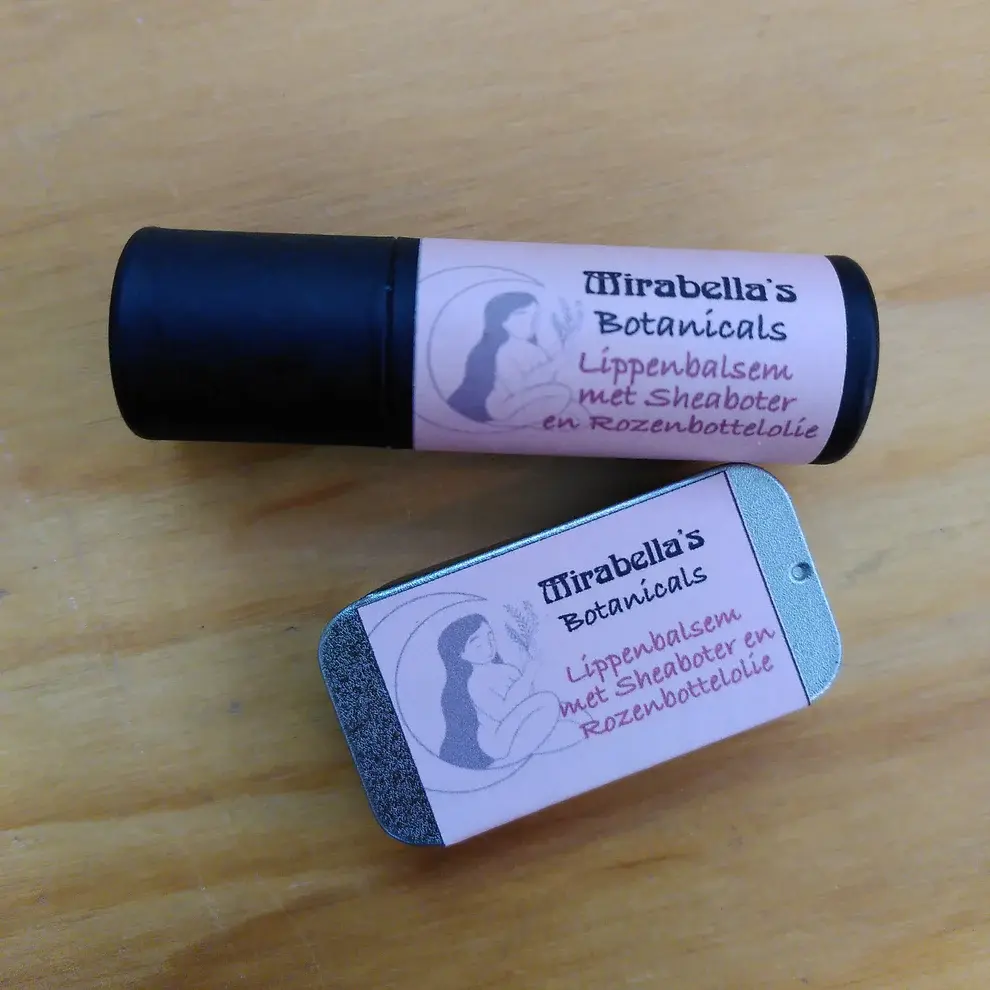 Mirabella's
Botanicals
Lippenbalsem
met Sheaboter
en Rozenbottelolie
Mirabella's
Botanicals
Lippenbalsem
met Sheaboter en
Rozenbottelolie